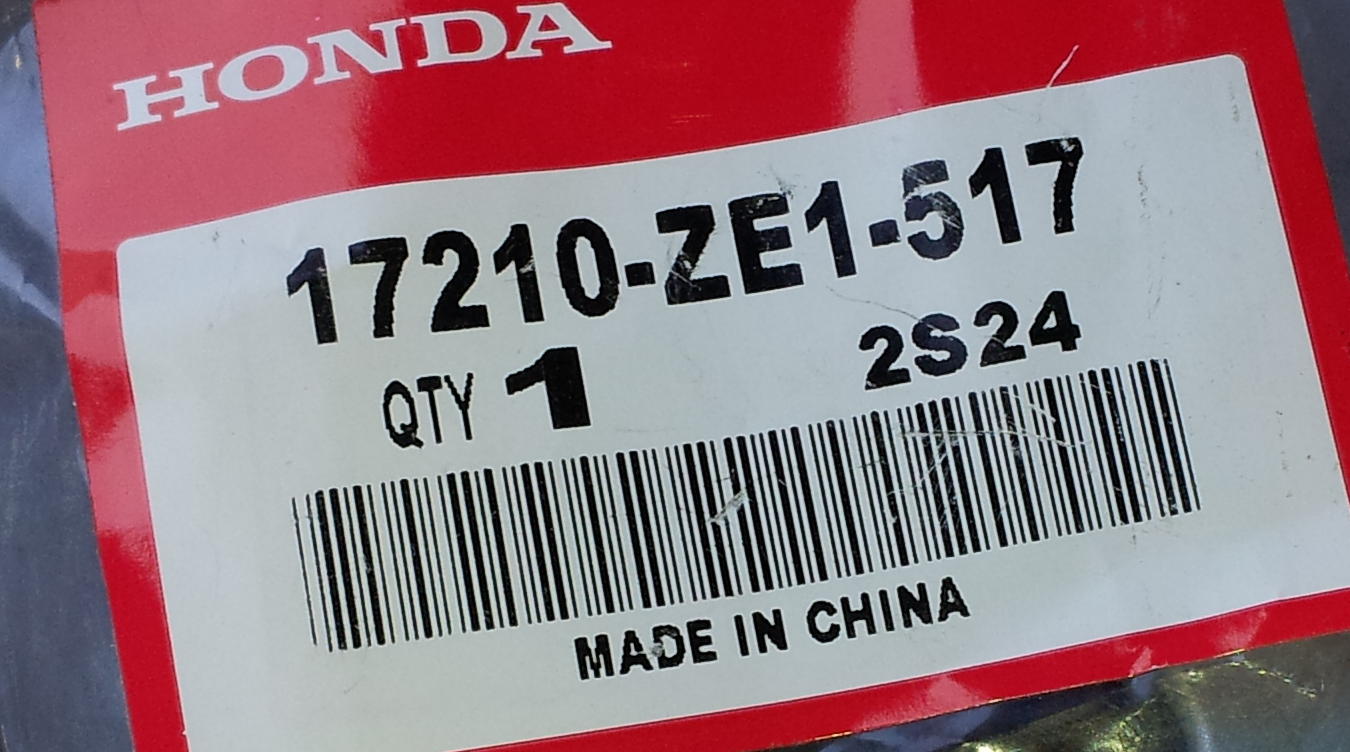 HONDA
17210-ZE1-517
QTY 1 2S24
MADE IN CHINA